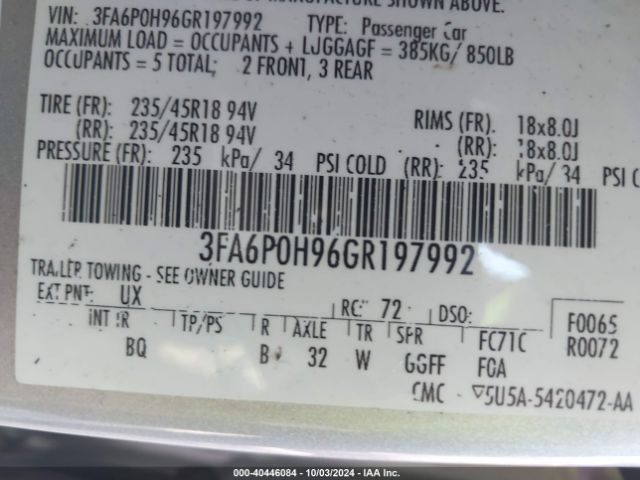 MANUFACTURE SHOWN ABOVE.
VIN: 3FA6P0H96GR197992 TYPE: Passenger Car
MAXIMUM LOAD = OCCUPANTS + LUGGAGE = 385KG/ 850LB
OCCUPANTS = 5 TOTAL; 2 FRONT, 3 REAR
TIRE (FR): 235/45R18 94V RIMS (FR). 18x8.0J
(RR): 235/45R18 94V (RR): 18x8.0J
PRESSURE (FR): 235 kPa/ 34 PSI COLD (RR): 235 kPa/ 34 PSI C
3FA6P0H96GR197992
TRAILER TOWING - SEE OWNER GUIDE
EXT PNT: UX RC: 72 DSO: F0065
INT TR TP/PS R AXLE TR SPR FC71C R0072
BQ B 32 W GGFF FOA
CMC 5U5A-5420472-AA
000-40446084 - 10/03/2024 - IAA Inc.